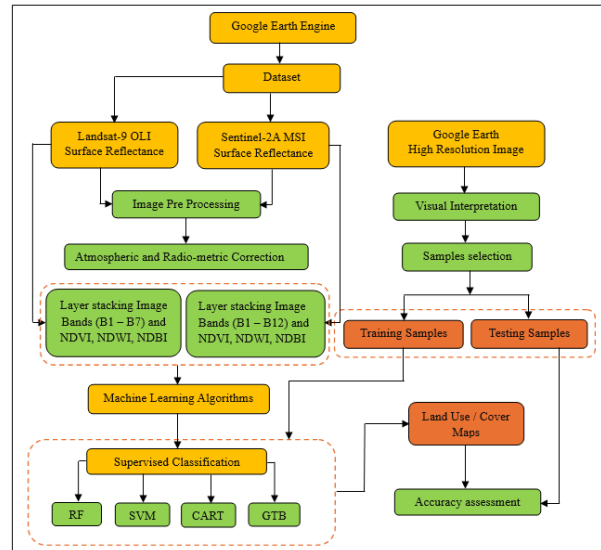 Google Earth Engine
Dataset
Landsat-9 OLI
Surface Reflectance
Sentinel-2A MSI
Surface Reflectance
Google Earth
High Resolution Image
Image Pre Processing
Visual Interpretation
Atmospheric and Radio-metric Correction
Samples selection
Layer stacking Image
Bands (B1 – B7) and
NDVI, NDWI, NDBI
Layer stacking Image
Bands (B1 – B12) and
NDVI, NDWI, NDBI
Training Samples
Testing Samples
Machine Learning Algorithms
Land Use / Cover
Maps
Supervised Classification
RF
SVM
CART
GTB
Accuracy assessment